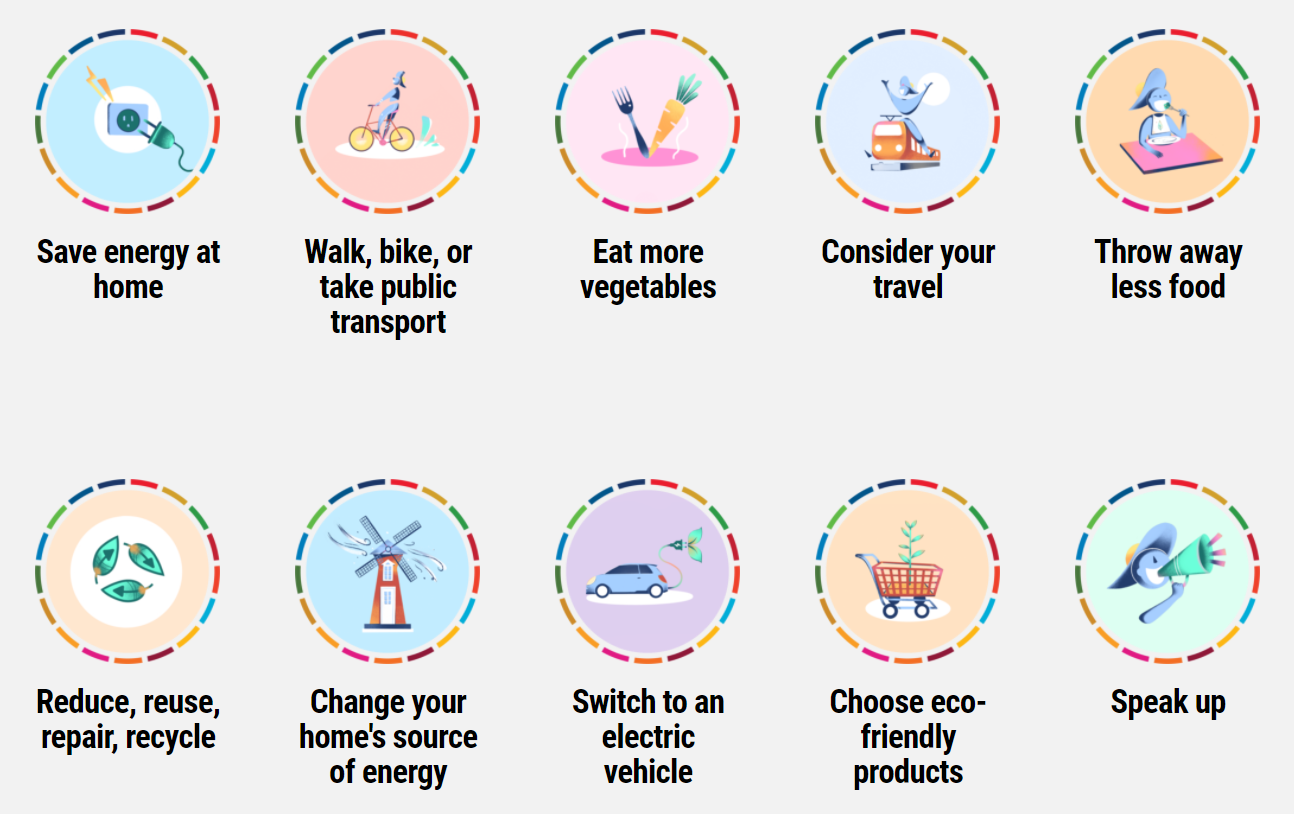 Save energy at
home
Walk, bike, or
take public
transport
Eat more
vegetables
Consider your
travel
Throw away
less food
Reduce, reuse,
repair, recycle
Change your
home's source
of energy
Switch to an
electric
vehicle
Choose eco-
friendly
products
Speak up